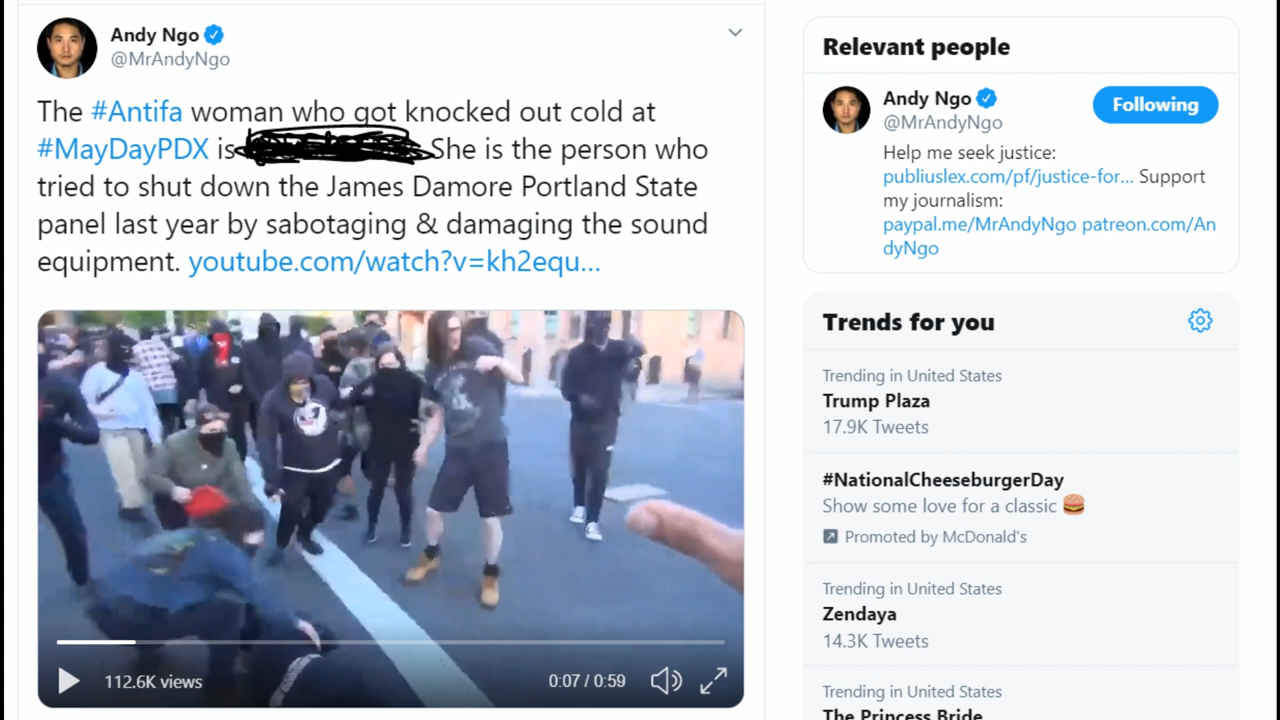 Andy Ngo
@MrAndyNgo
The #Antifa woman who got knocked out cold at
#MayDayPDX is She is the person who
tried to shut down the James Damore Portland State
panel last year by sabotaging & damaging the sound
equipment. youtube.com/watch?v=kh2equ...
112.6K views
0:07 / 0:59
Relevant people
Andy Ngo
@MrAndyNgo
Following
Help me seek justice:
publiuslex.com/pf/justice-for... Support
my journalism:
paypal.me/MrAndyNgo patreon.com/An
dyNgo
Trends for you
Trending in United States
Trump Plaza
17.9K Tweets
#NationalCheeseburgerDay
Show some love for a classic 🍔
Promoted by McDonald's
Trending in United States
Zendaya
14.3K Tweets
Trending in United States
The Princess Bride